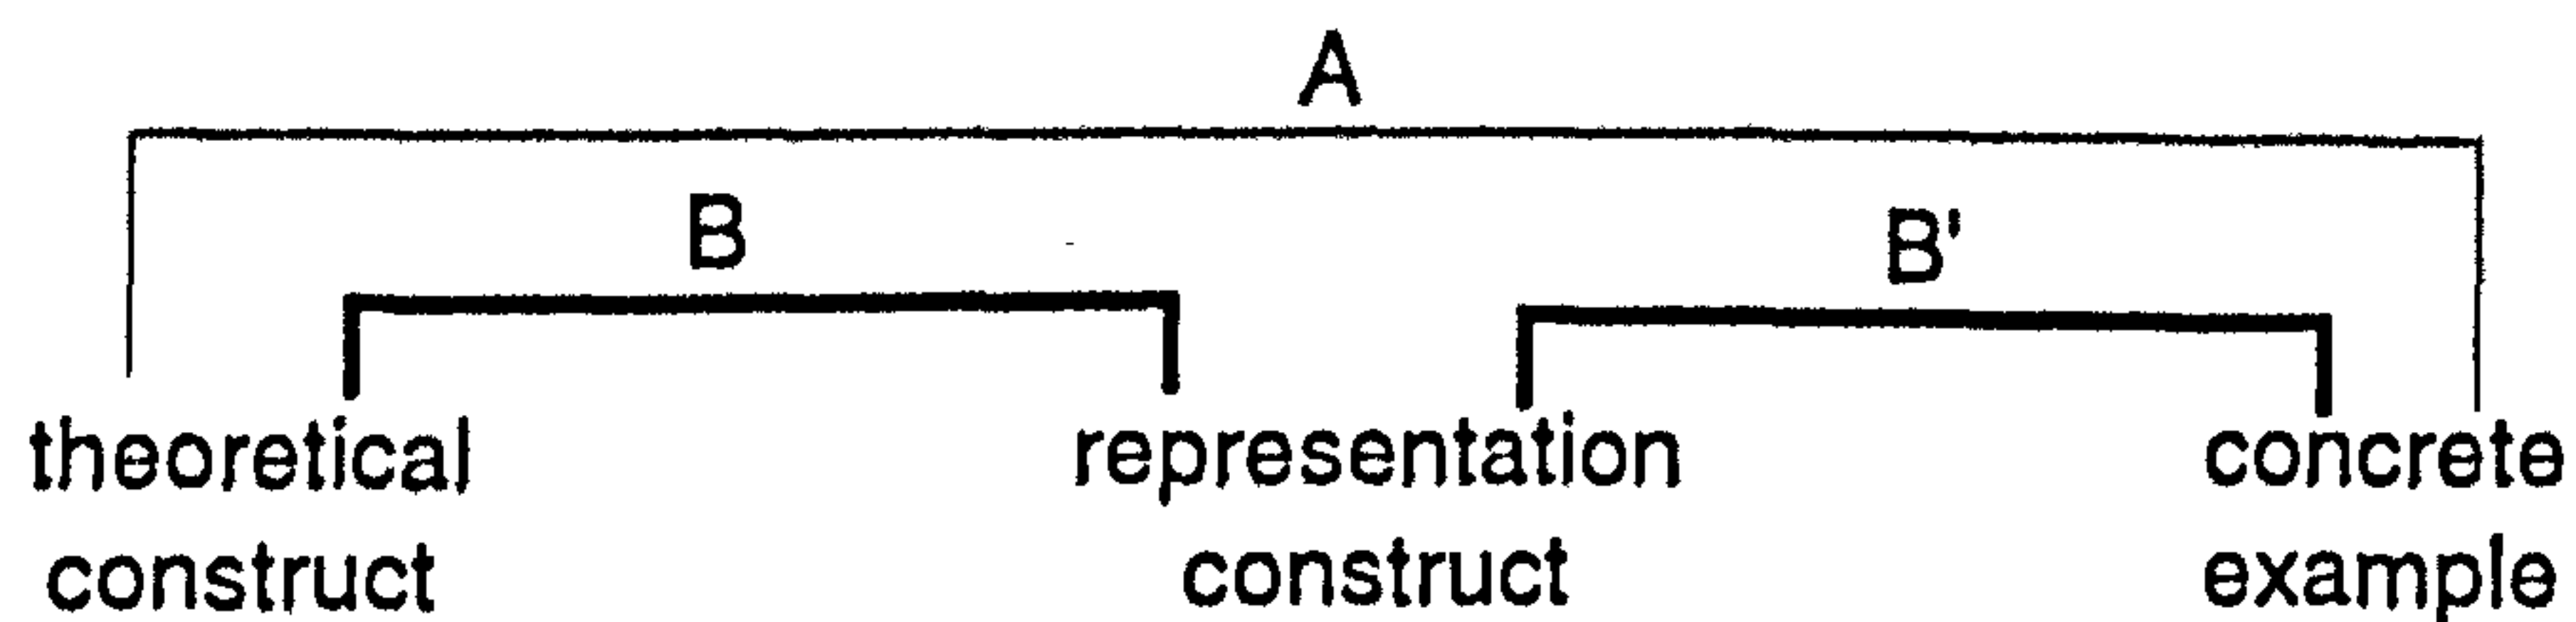 A
B
B'
theoretical construct
representation construct
concrete example